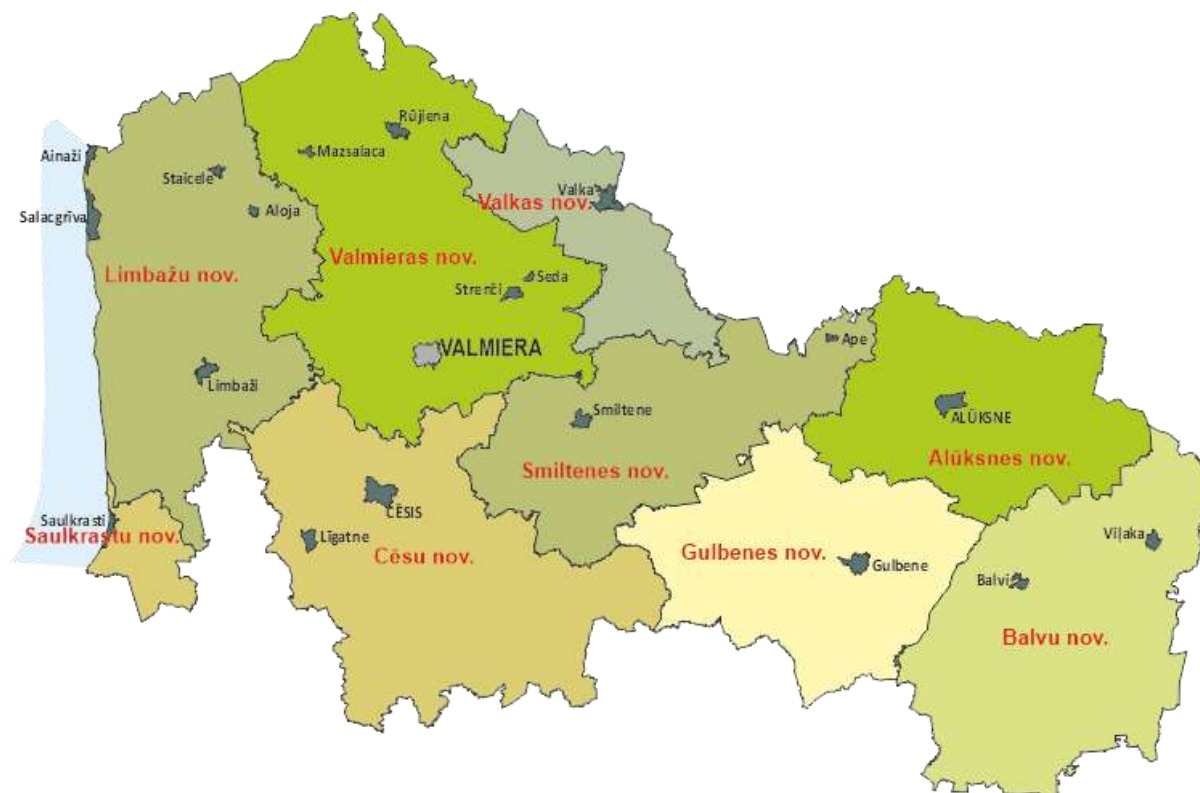 Rūjiena
Ainaži
Mazsalaca
Staicele
Valka
Valkas nov.
Salacgrīva
Aloja
Valmieras nov.
Limbažu nov.
Seda
Strenči
VALMIERA
Ape
Limbaži
Smiltene
ALŪKSNE
Alūksnes nov.
Smiltenes nov.
CĒSIS
Saulkrasti
Saulkrastu nov.
Līgatne
Viļaka
Cēsu nov.
Gulbenes nov.
Gulbene
Balvi
Balvu nov.